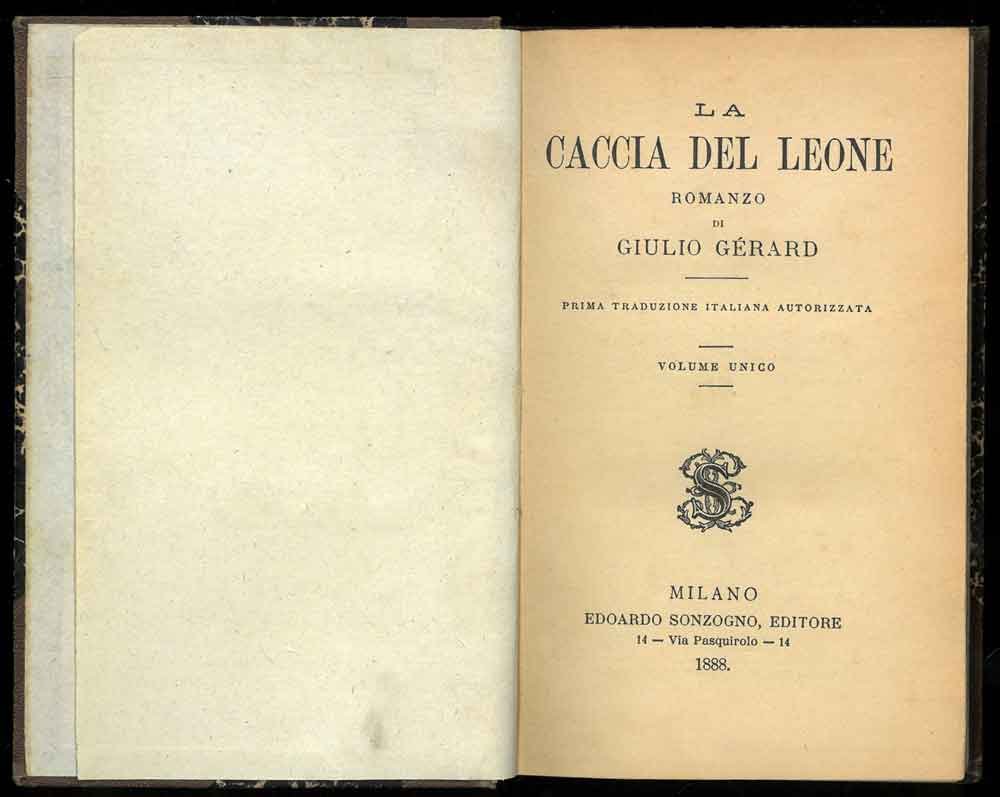 LA
CACCIA DEL LEONE
ROMANZO
DI
GIULIO GÉRARD
PRIMA TRADUZIONE ITALIANA AUTORIZZATA
VOLUME UNICO
S
MILANO
EDOARDO SONZOGNO, EDITORE
14 — Via Pasquirolo — 14
1888.